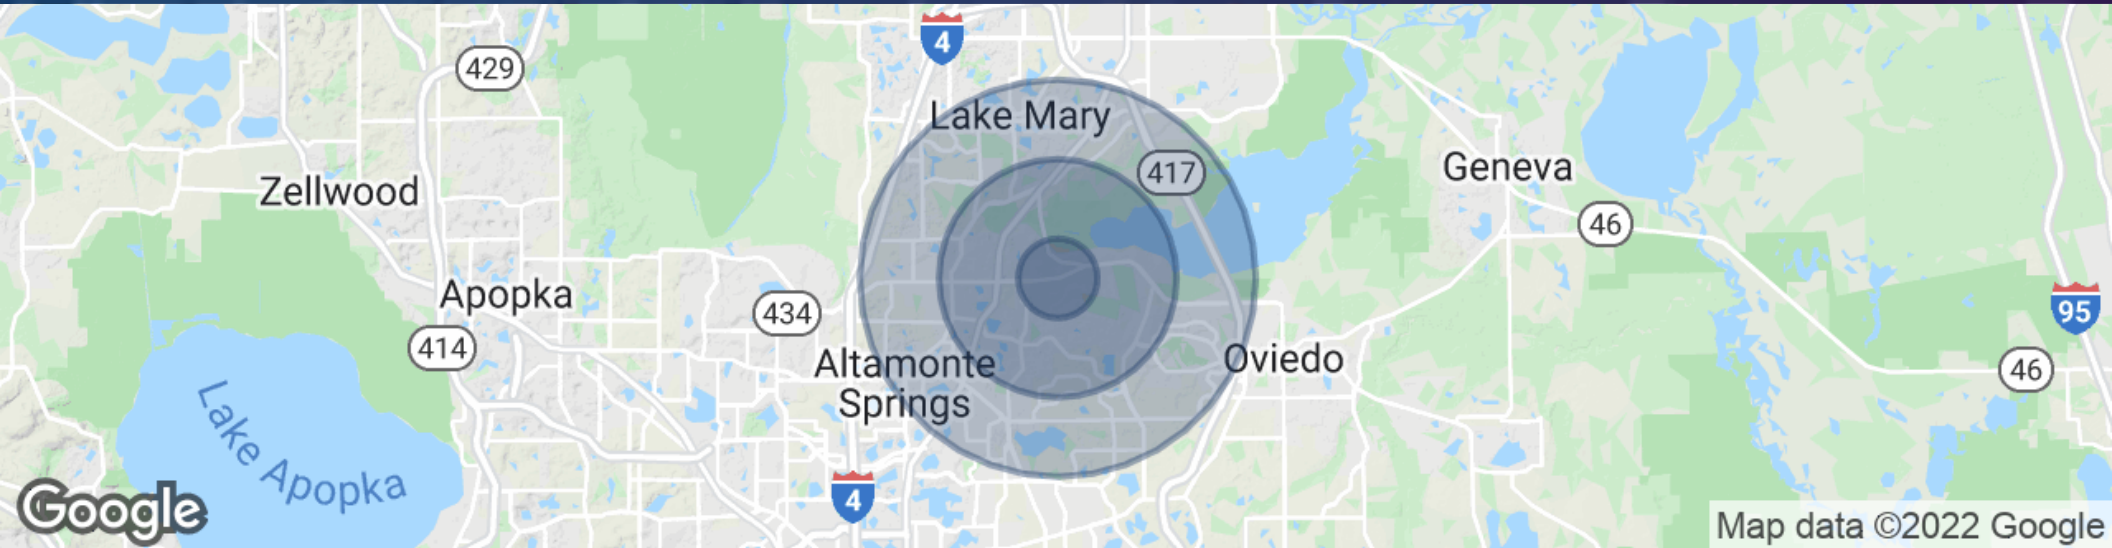 4
429
Lake Mary
417
Geneva
Zellwood
46
Apopka
434
95
414
Altamonte
Springs
Oviedo
46
Lake Apopka
4
Google
Map data ©2022 Google